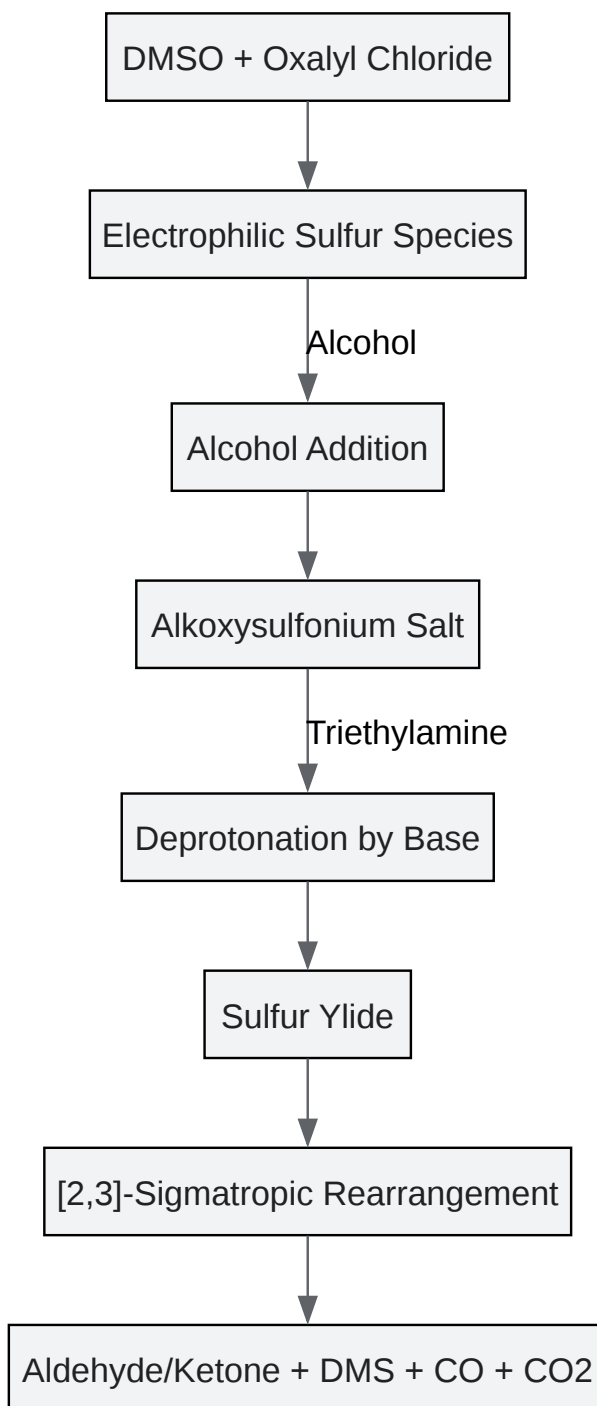 DMSO + Oxalyl Chloride
Electrophilic Sulfur Species
Alcohol
Alcohol Addition
Alkoxysulfonium Salt
Triethylamine
Deprotonation by Base
Sulfur Ylide
[2,3]-Sigmatropic Rearrangement
Aldehyde/Ketone + DMS + CO + CO2